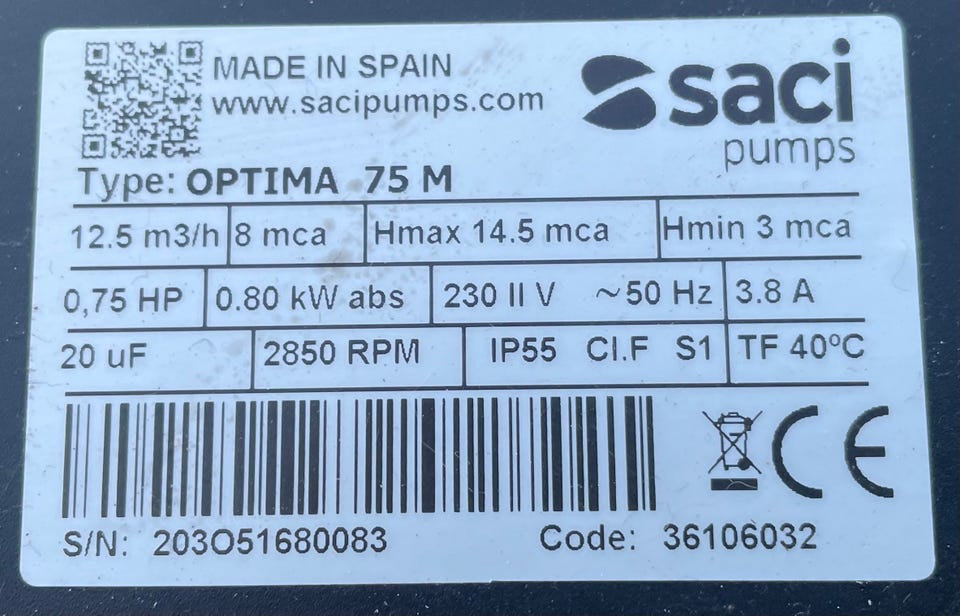 MADE IN SPAIN
www.sacipumps.com
saci
pumps
Type: OPTIMA 75 M
12.5 m3/h 8 mca Hmax 14.5 mca Hmin 3 mca
0,75 HP 0.80 kW abs 230 II V ~50 Hz 3.8 A
20 uF 2850 RPM IP55 Cl.F S1 TF 40ºC
CE
S/N: 203O51680083 Code: 36106032